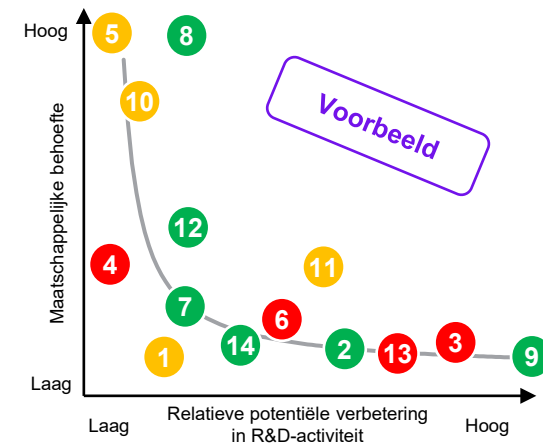 Hoog
5
8
10
Voorbeeld
Maatschappelijke behoefte
12
4
11
7
6
14
2
13
3
9
1
Laag
Laag
Relatieve potentiële verbetering
in R&D-activiteit
Hoog